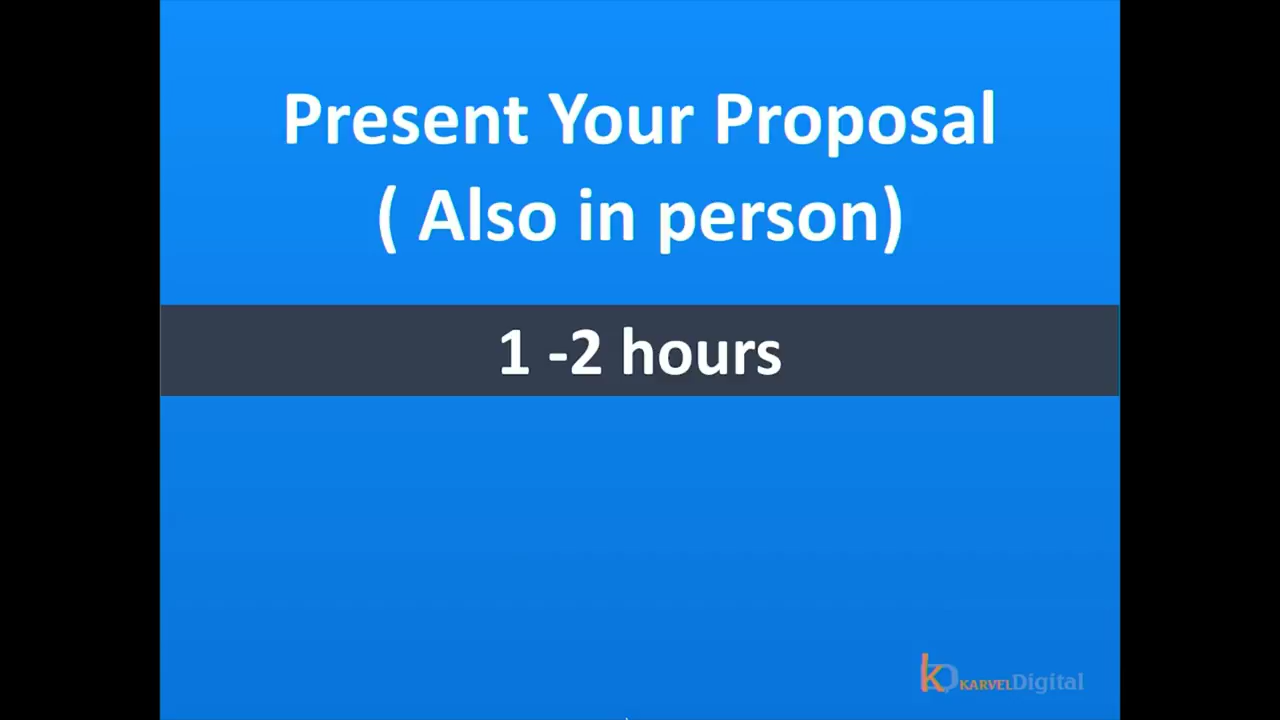 Present Your Proposal
( Also in person)
1 -2 hours
KARVELDigital